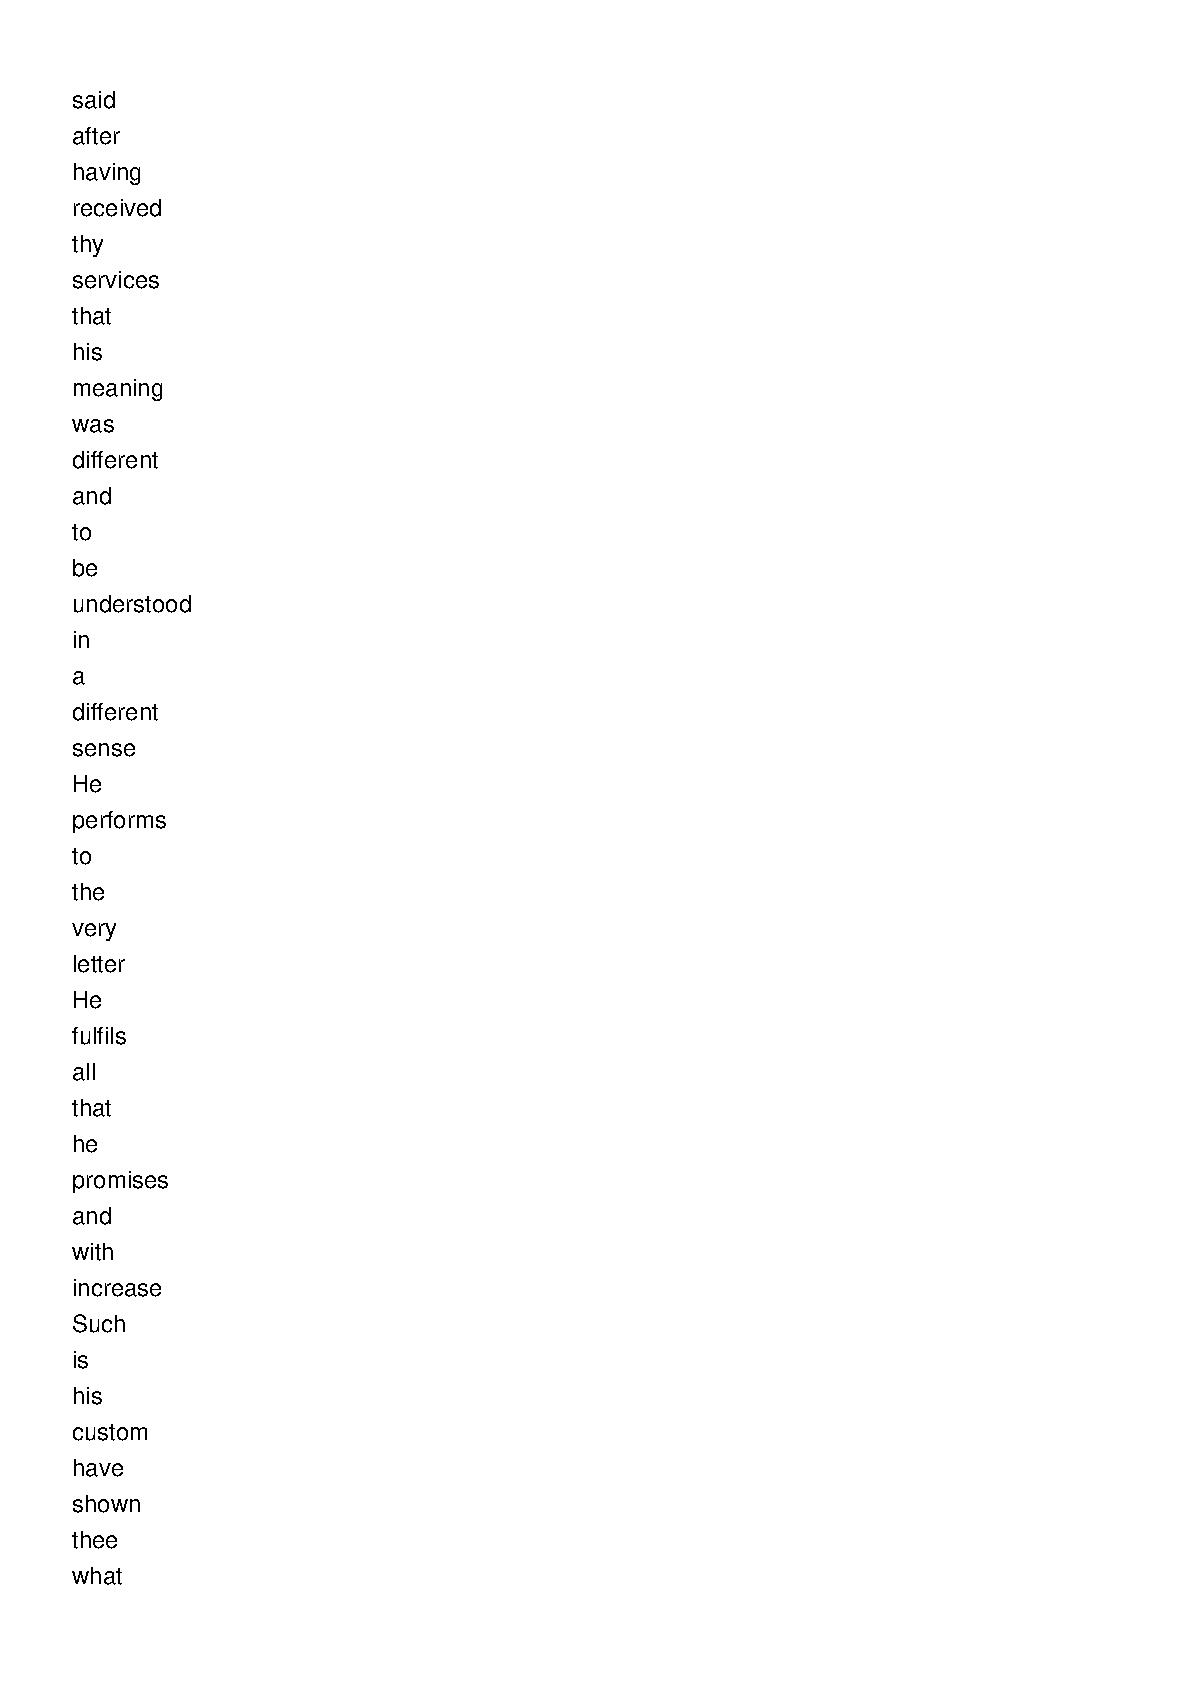 said
after
having
received
thy
services
that
his
meaning
was
different
and
to
be
understood
in
a
different
sense
He
performs
to
the
very
letter
He
fulfils
all
that
he
promises
and
with
increase
Such
is
his
custom
have
shown
thee
what